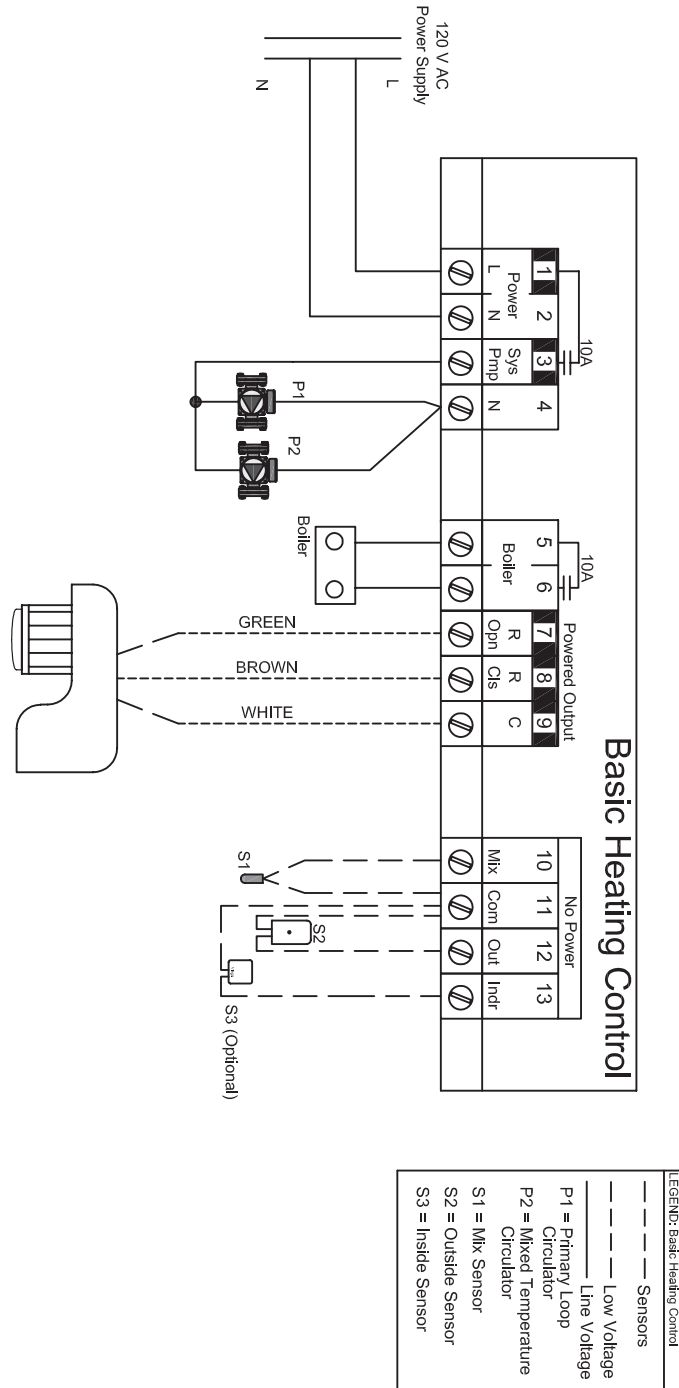 Basic Heating Control
120 V AC
Power Supply
L
N
1
2
3
4
10A
Power
L
N
Sys
Pmp
N
P1
P2
5
6
10A
Boiler
Boiler
Powered Output
7
8
9
R
Opn
R
Cls
C
GREEN
BROWN
WHITE
No Power
10
11
12
13
Mix
Com
Out
Indr
S1
S2
S3 (Optional)
LEGEND: Basic Heating Control
Sensors
Low Voltage
Line Voltage
P1 = Primary Loop
Circulator
P2 = Mixed Temperature
Circulator
S1 = Mix Sensor
S2 = Outside Sensor
S3 = Inside Sensor